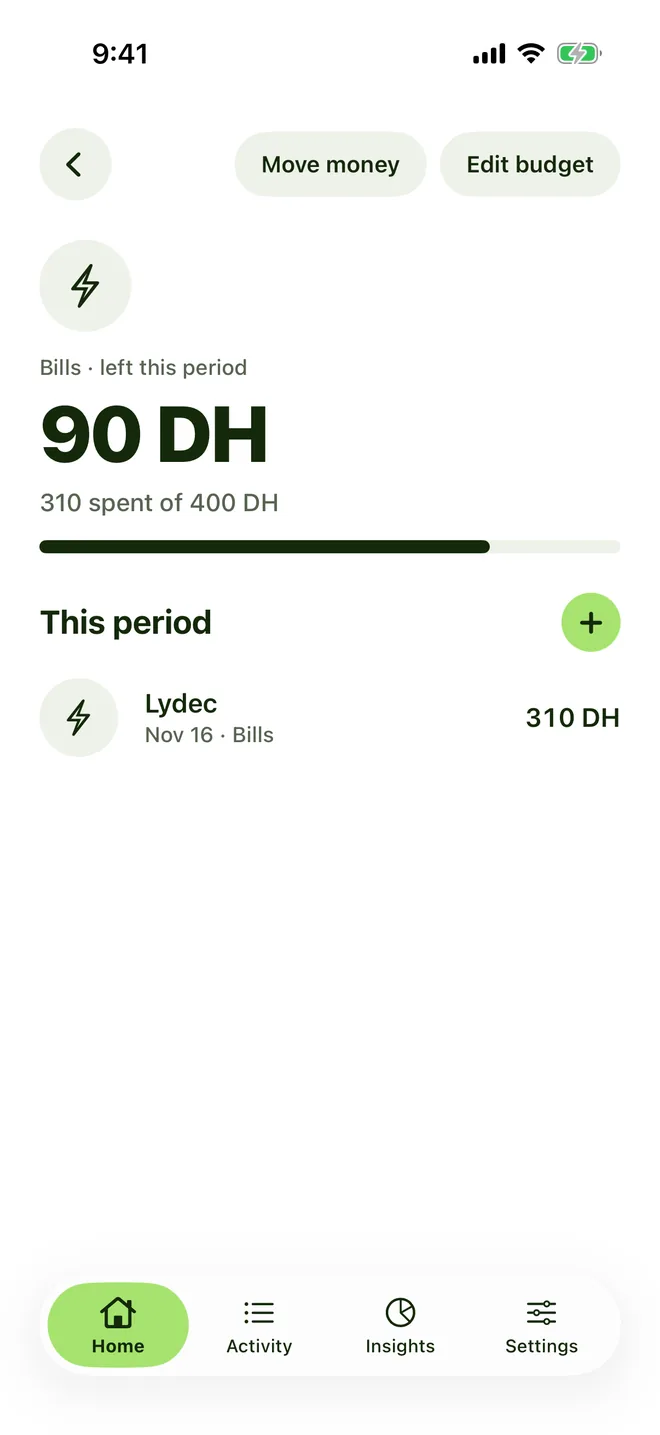 9:41
Move money
Edit budget
Bills · left this period
90 DH
310 spent of 400 DH
This period
Lydec
310 DH
Nov 16 · Bills
Home
Activity
Insights
Settings